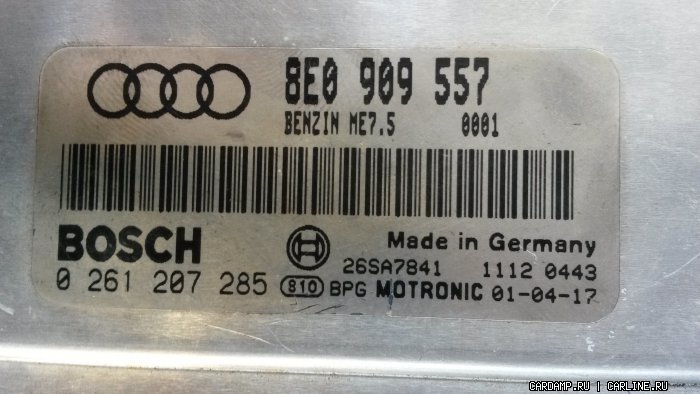 8E0 909 557
BENZIN ME7.5 0001
BOSCH
Made in Germany
26SA7841 1112 0443
0 261 207 285 810 BPG MOTRONIC 01-04-17
CARDAMP.RU | CARLINE.RU